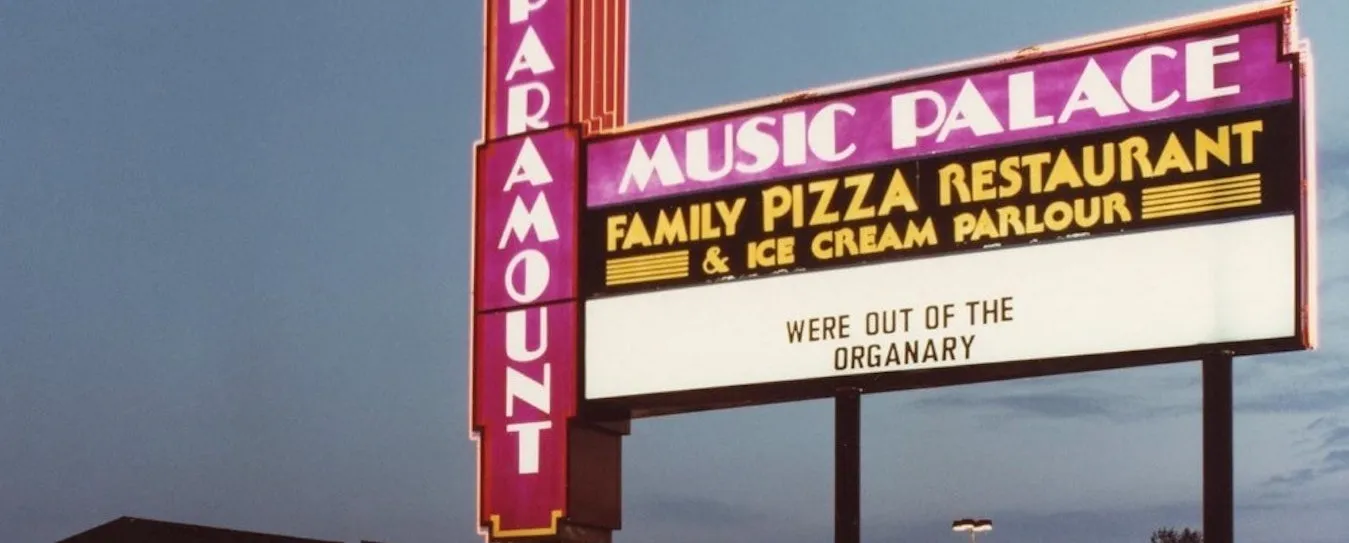 PARAMOUNT
MUSIC PALACE
FAMILY PIZZA RESTAURANT
& ICE CREAM PARLOUR
WERE OUT OF THE
ORGANARY